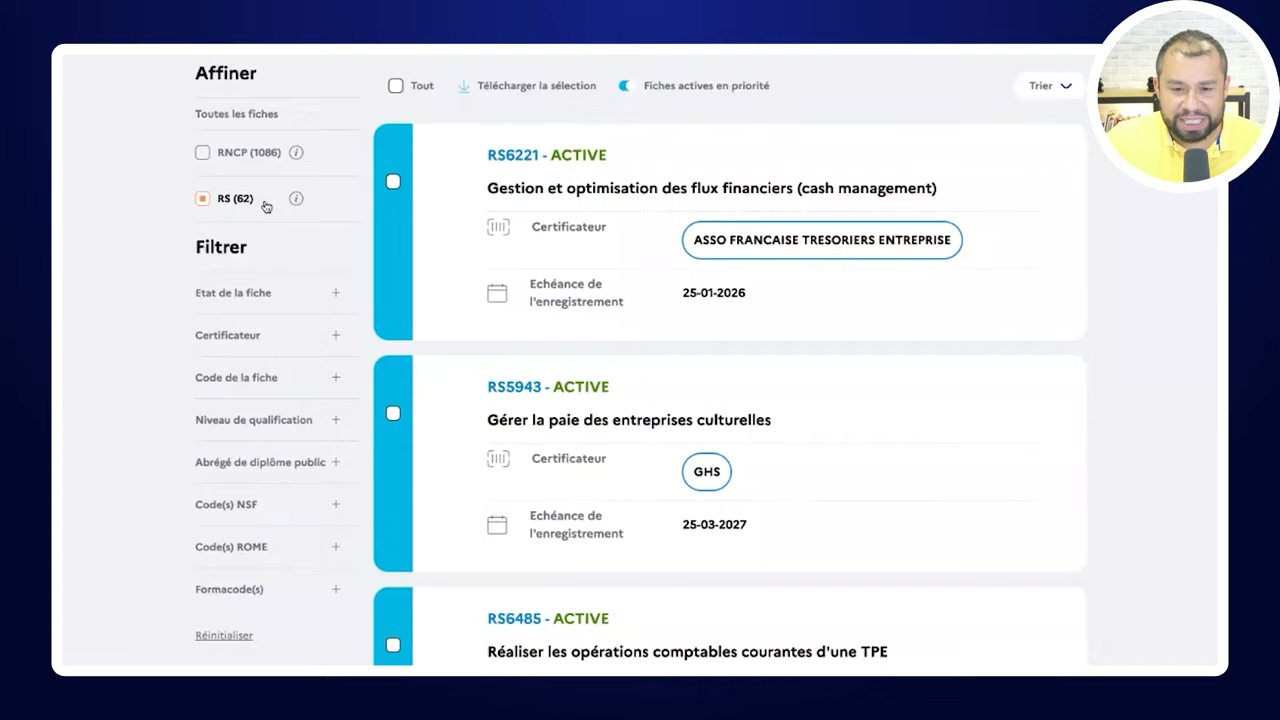 Affiner
Toutes les fiches
RNCP (1086)
RS (62)
Filtrer
Etat de la fiche
Certificateur
Code de la fiche
Niveau de qualification
Abrégé de diplôme public
Code(s) NSF
Code(s) ROME
Formacode(s)
Réinitialiser
Tout
Télécharger la sélection
Fiches actives en priorité
Trier
RS6221 - ACTIVE
Gestion et optimisation des flux financiers (cash management)
Certificateur
ASSO FRANCAISE TRESORIERS ENTREPRISE
Echéance de
l'enregistrement
25-01-2026
RS5943 - ACTIVE
Gérer la paie des entreprises culturelles
Certificateur
GHS
Echéance de
l'enregistrement
25-03-2027
RS6485 - ACTIVE
Réaliser les opérations comptables courantes d'une TPE